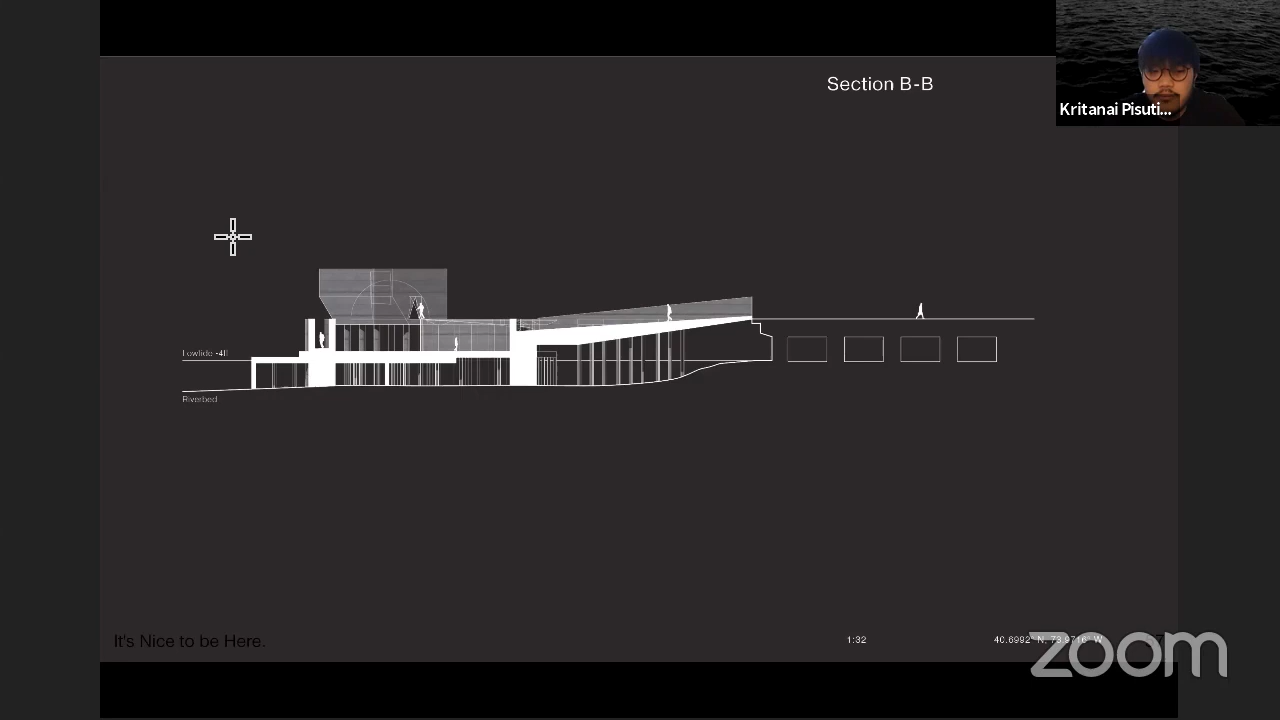 Section B-B
Kritanai Pisuti...
Lowtide -4ft
Riverbed
It's Nice to be Here.
1:32
40.6992° N, 73.9716° W
zoom